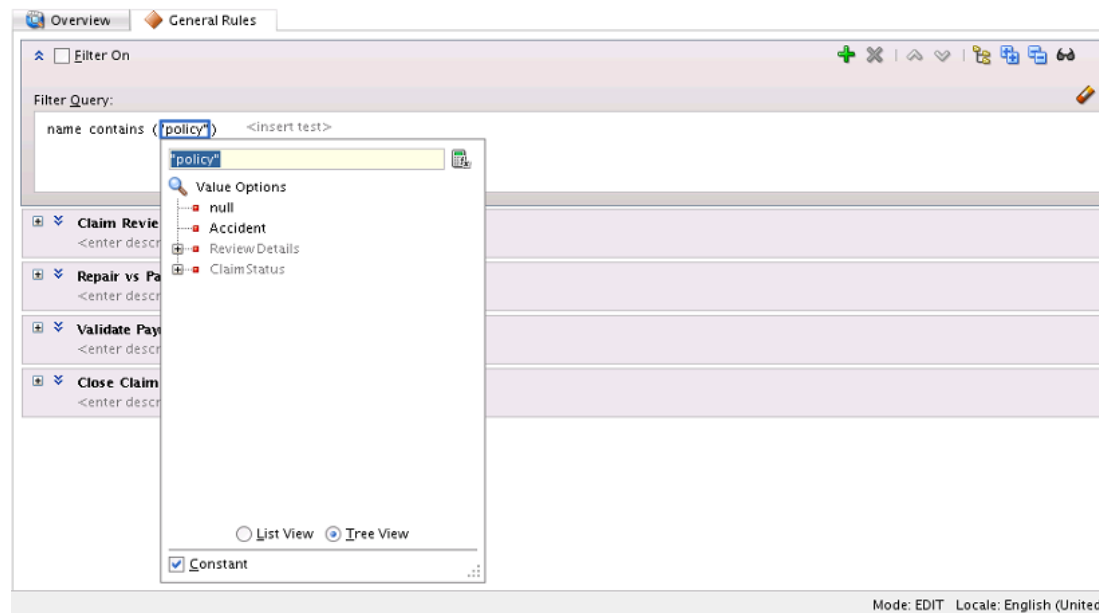 Overview General Rules
Filter On
Filter Query:
name contains ("policy") <insert test>
"policy"
Value Options
null
Accident
ReviewDetails
ClaimStatus
Claim Revie
<enter descr
Repair vs Pa
<enter descr
Validate Pay
<enter descr
Close Claim
<enter descr
List View Tree View
Constant
Mode: EDIT Locale: English (United